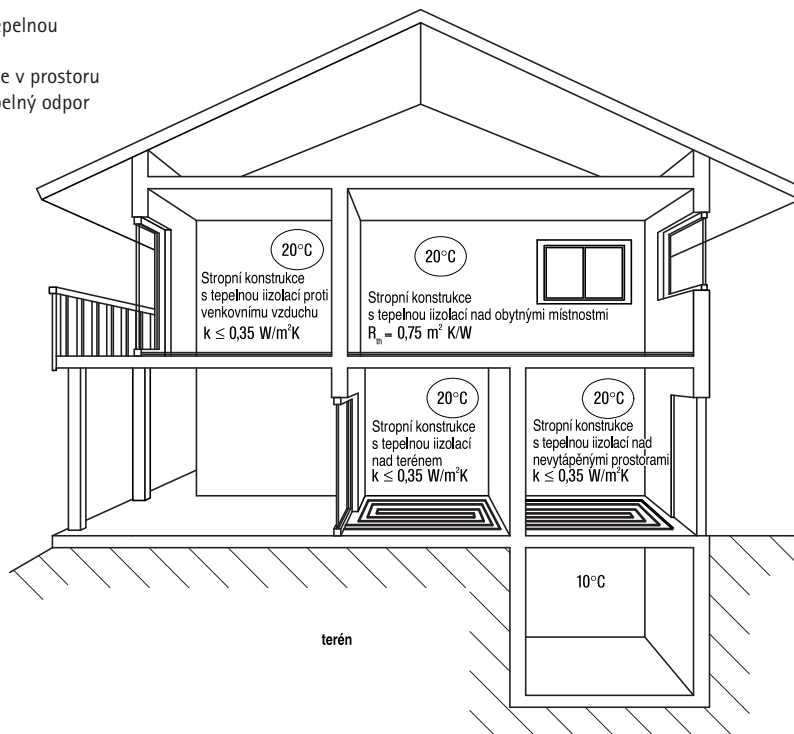 epelnou
e v prostoru
pelný odpor
20°C
Stropní konstrukce
s tepelnou iizolací proti
venkovnímu vzduchu
k ≤ 0,35 W/m²K
20°C
Stropní konstrukce
s tepelnou iizolací nad obytnými místnostmi
Rth = 0,75 m² K/W
20°C
Stropní konstrukce
s tepelnou iizolací
nad terénem
k ≤ 0,35 W/m²K
20°C
Stropní konstrukce
s tepelnou iizolací nad
nevytápěnými prostorami
k ≤ 0,35 W/m²K
10°C
terén